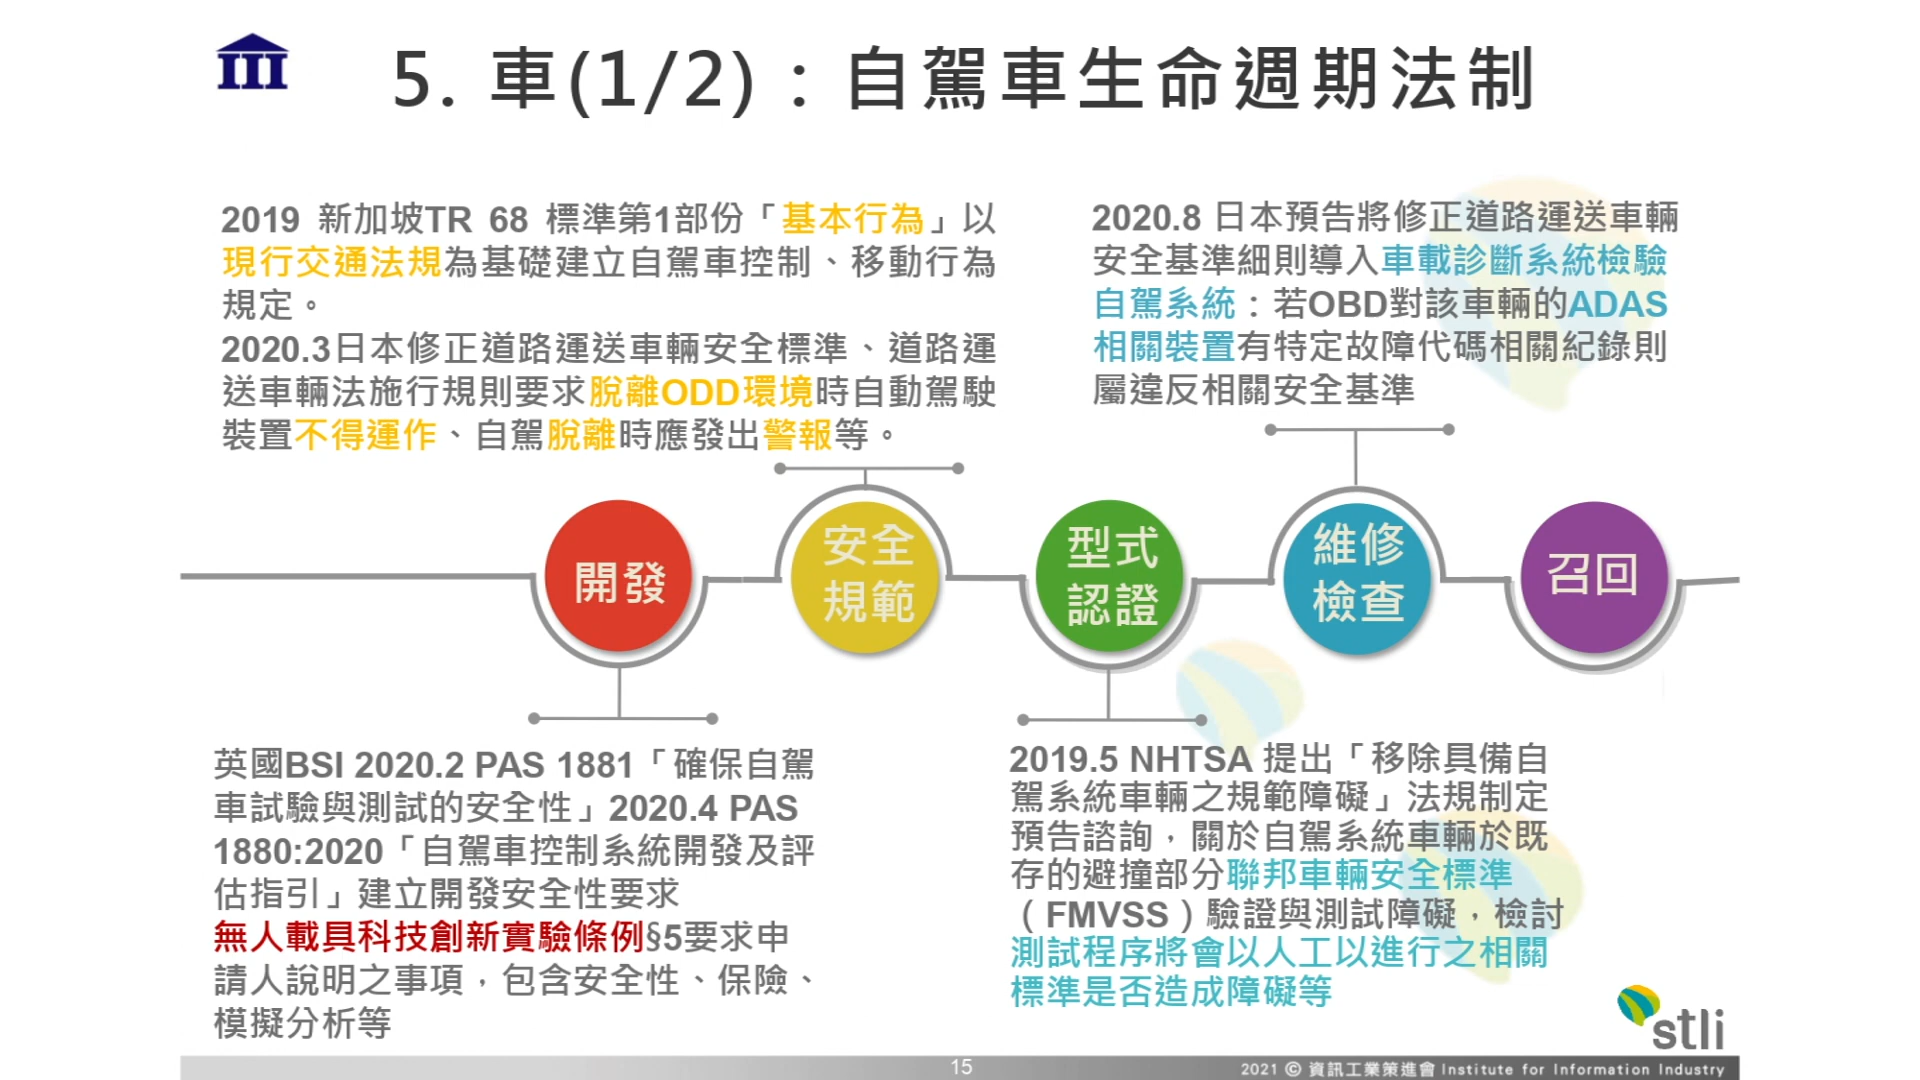 5. 車(1/2)：自駕車生命週期法制
2019 新加坡TR 68 標準第1部份「基本行為」以
現行交通法規為基礎建立自駕車控制、移動行為
規定。
2020.3日本修正道路運送車輛安全標準、道路運
送車輛法施行規則要求脫離ODD環境時自動駕駛
裝置不得運作、自駕脫離時應發出警報等。
2020.8 日本預告將修正道路運送車輛
安全基準細則導入車載診斷系統檢驗
自駕系統：若OBD對該車輛的ADAS
相關裝置有特定故障代碼相關紀錄則
屬違反相關安全基準
開發
安全
規範
型式
認證
維修
檢查
召回
英國BSI 2020.2 PAS 1881「確保自駕
車試驗與測試的安全性」2020.4 PAS
1880:2020「自駕車控制系統開發及評
估指引」建立開發安全性要求
無人載具科技創新實驗條例§5要求申
請人說明之事項，包含安全性、保險、
模擬分析等
2019.5 NHTSA 提出「移除具備自
駕系統車輛之規範障礙」法規制定
預告諮詢，關於自駕系統車輛於既
存的避撞部分聯邦車輛安全標準
（FMVSS）驗證與測試障礙，檢討
測試程序將會以人工以進行之相關
標準是否造成障礙等
stli
15
2021 © 資訊工業策進會 Institute for Information Industry